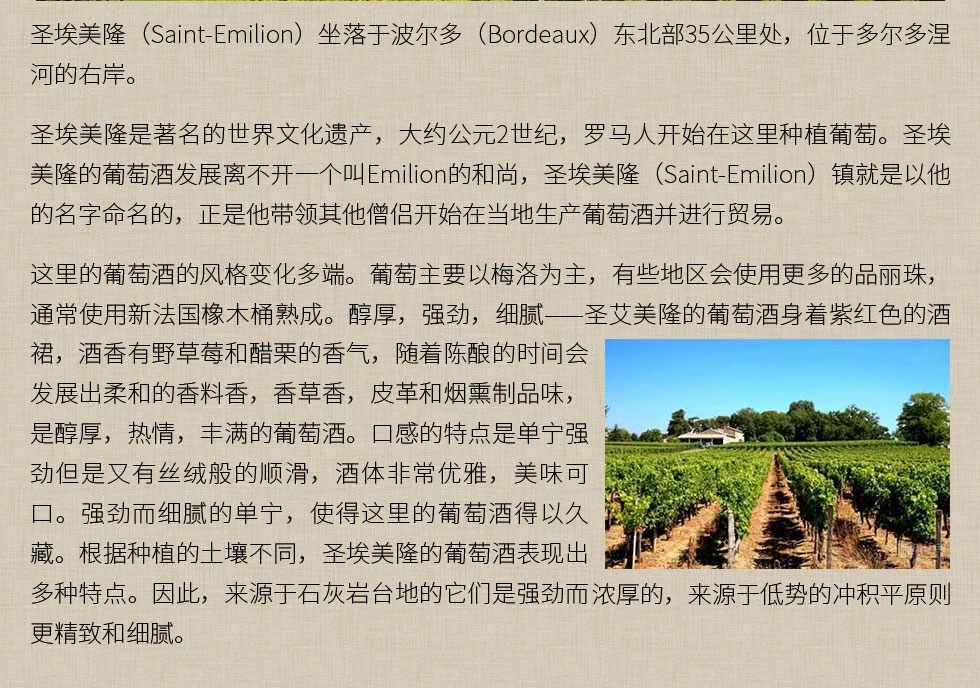 圣埃美隆（Saint-Emilion）坐落于波尔多（Bordeaux）东北部35公里处，位于多尔多涅
河的右岸。
圣埃美隆是著名的世界文化遗产，大约公元2世纪，罗马人开始在这里种植葡萄。圣埃
美隆的葡萄酒发展离不开一个叫Emilion的和尚，圣埃美隆（Saint-Emilion）镇就是以他
的名字命名的，正是他带领其他僧侣开始在当地生产葡萄酒并进行贸易。
这里的葡萄酒的风格变化多端。葡萄主要以梅洛为主，有些地区会使用更多的品丽珠，
通常使用新法国橡木桶熟成。醇厚，强劲，细腻——圣艾美隆的葡萄酒身着紫红色的酒
裙，酒香有野草莓和醋栗的香气，随着陈酿的时间会
发展出柔和的香料香，香草香，皮革和烟熏制品味，
是醇厚，热情，丰满的葡萄酒。口感的特点是单宁强
劲但是又有丝绒般的顺滑，酒体非常优雅，美味可
口。强劲而细腻的单宁，使得这里的葡萄酒得以久
藏。根据种植的土壤不同，圣埃美隆的葡萄酒表现出
多种特点。因此，来源于石灰岩台地的它们是强劲而浓厚的，来源于低势的冲积平原则
更精致和细腻。